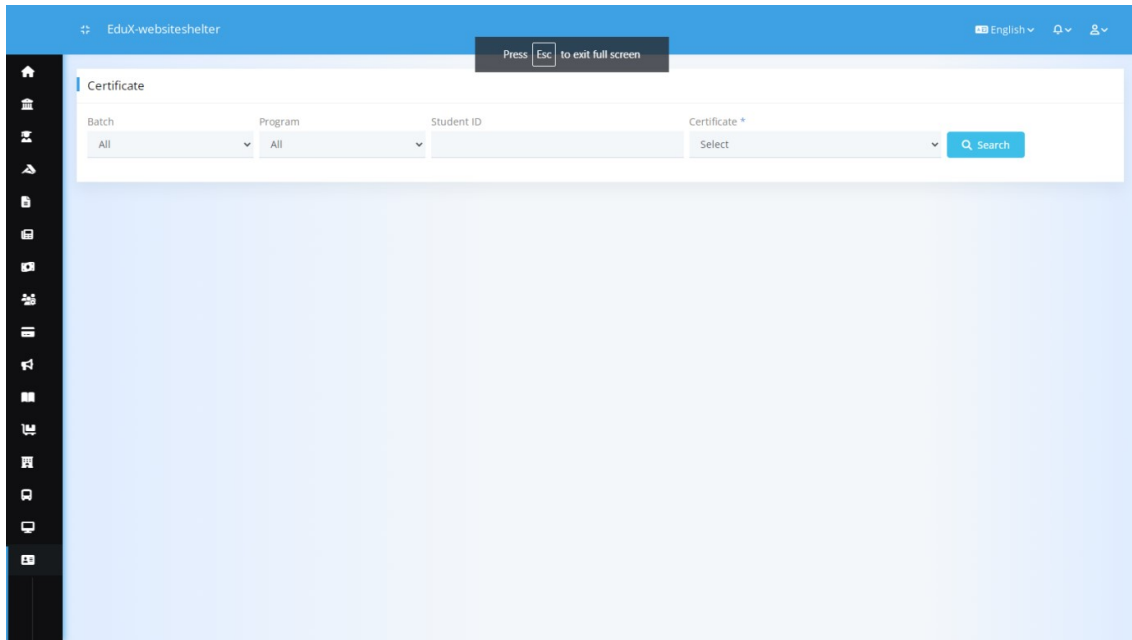 EduX-websiteshelter
English
Press Esc to exit full screen
Certificate
Batch Program Student ID Certificate *
All All Select Search